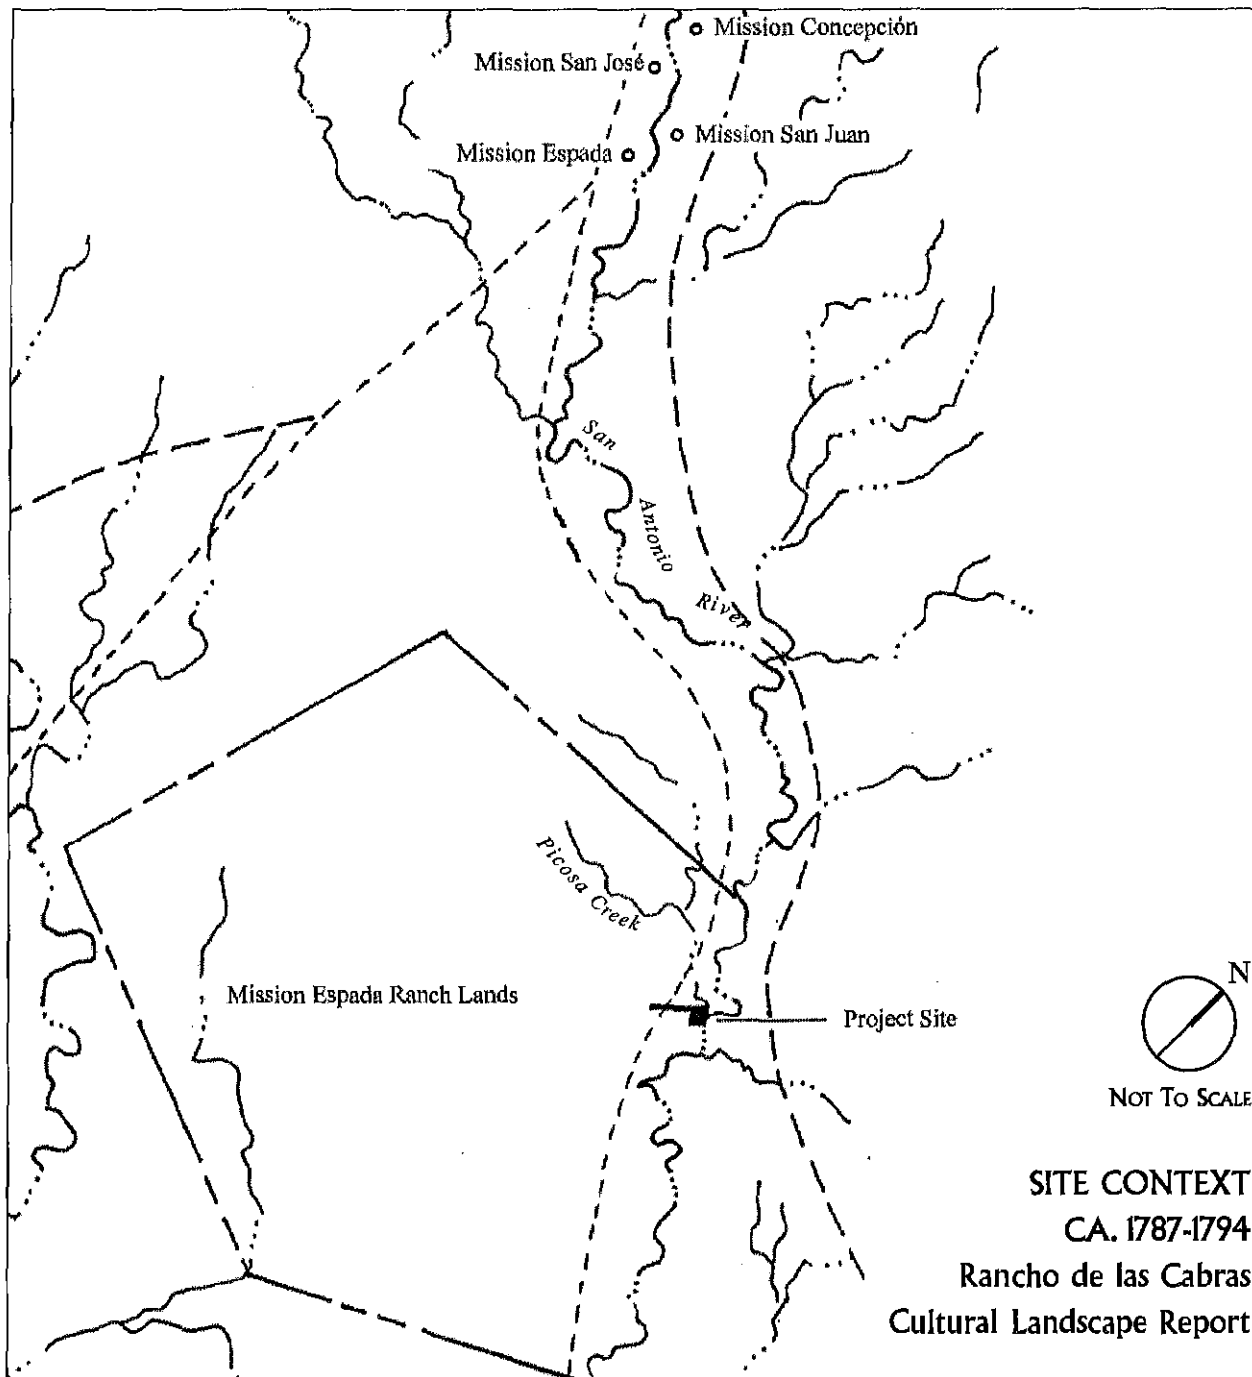 Mission Concepción
Mission San José
Mission San Juan
Mission Espada
San
Antonio
River
Picosa Creek
Mission Espada Ranch Lands
Project Site
N
NOT TO SCALE
SITE CONTEXT
CA. 1787-1794
Rancho de las Cabras
Cultural Landscape Report